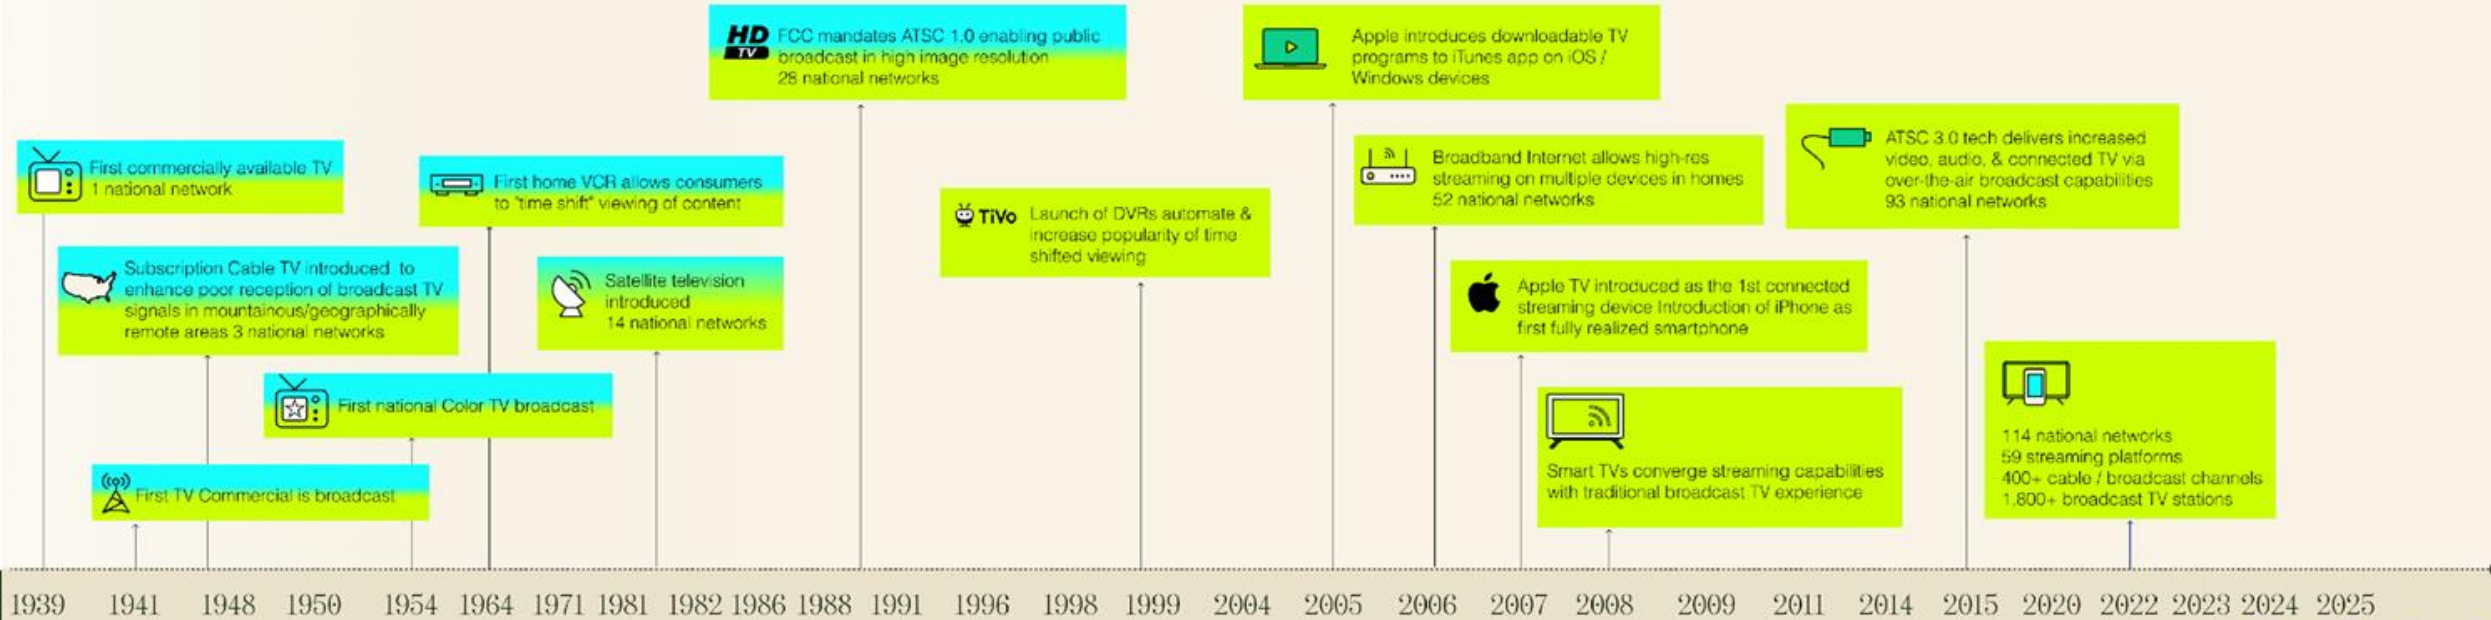 HD
TV
FCC mandates ATSC 1.0 enabling public
broadcast in high image resolution
28 national networks
Apple introduces downloadable TV
programs to iTunes app on iOS /
Windows devices
First commercially available TV
1 national network
First home VCR allows consumers
to "time shift" viewing of content
TiVo
Launch of DVRs automate &
increase popularity of time
shifted viewing
Broadband Internet allows high-res
streaming on multiple devices in homes
52 national networks
ATSC 3.0 tech delivers increased
video, audio, & connected TV via
over-the-air broadcast capabilities
93 national networks
Subscription Cable TV introduced to
enhance poor reception of broadcast TV
signals in mountainous/geographically
remote areas 3 national networks
Satellite television
introduced
14 national networks
Apple TV introduced as the 1st connected
streaming device Introduction of iPhone as
first fully realized smartphone
First national Color TV broadcast
Smart TVs converge streaming capabilities
with traditional broadcast TV experience
114 national networks
59 streaming platforms
400+ cable / broadcast channels
1,800+ broadcast TV stations
First TV Commercial is broadcast
1939 1941 1948 1950 1954 1964 1971 1981 1982 1986 1988 1991 1996 1998 1999 2004 2005 2006 2007 2008 2009 2011 2014 2015 2020 2022 2023 2024 2025